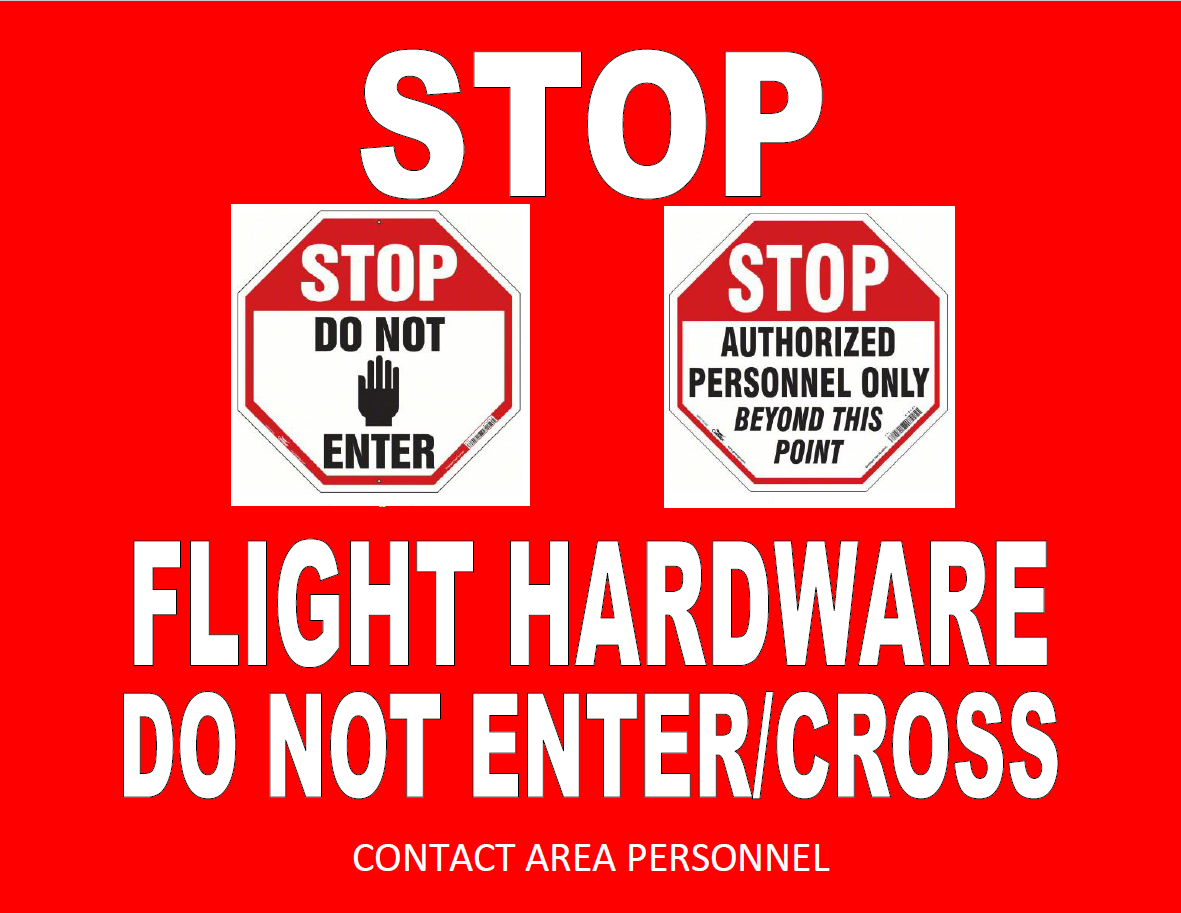 STOP
STOP
DO NOT
ENTER
STOP
AUTHORIZED
PERSONNEL ONLY
BEYOND THIS
POINT
FLIGHT HARDWARE
DO NOT ENTER/CROSS
CONTACT AREA PERSONNEL